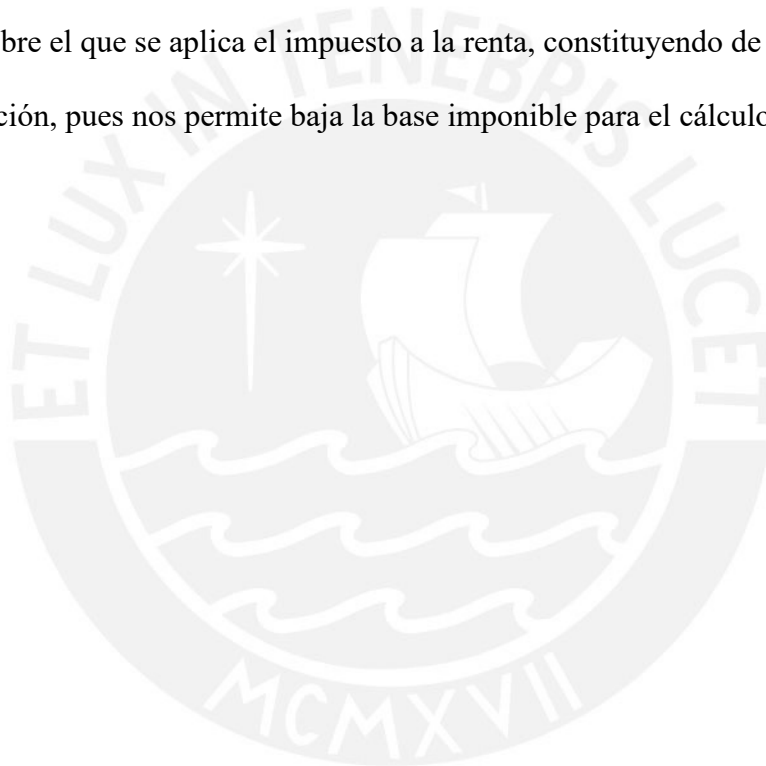 bre el que se aplica el impuesto a la renta, constituyendo de
ción, pues nos permite baja la base imponible para el cálculo
ET LUX IN TENEBRIS LUCET
MCMXVII